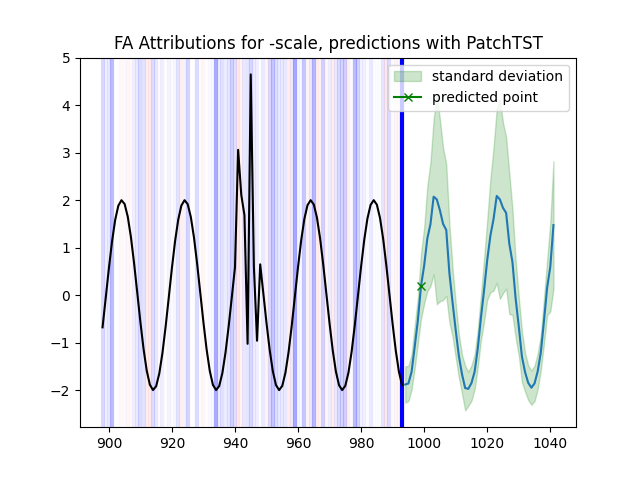 FA Attributions for -scale, predictions with PatchTST
standard deviation
predicted point
5
4
3
2
1
0
−1
−2
900 920 940 960 980 1000 1020 1040